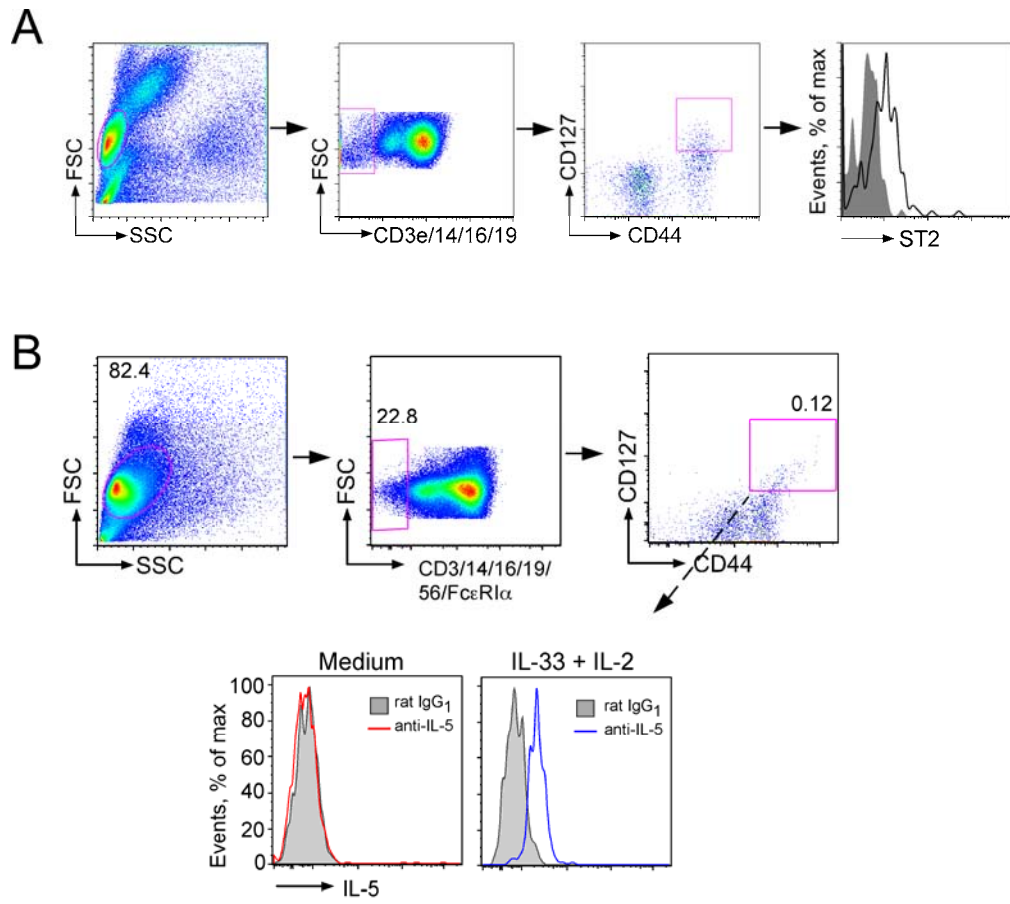 A
FSC
SSC
FSC
CD3e/14/16/19
CD127
CD44
Events, % of max
ST2
B
82.4
FSC
SSC
22.8
FSC
CD3/14/16/19/
56/FcεRIα
0.12
CD127
CD44
Medium
100
80
60
40
20
0
Events, % of max
rat IgG1
anti-IL-5
IL-5
IL-33 + IL-2
rat IgG1
anti-IL-5